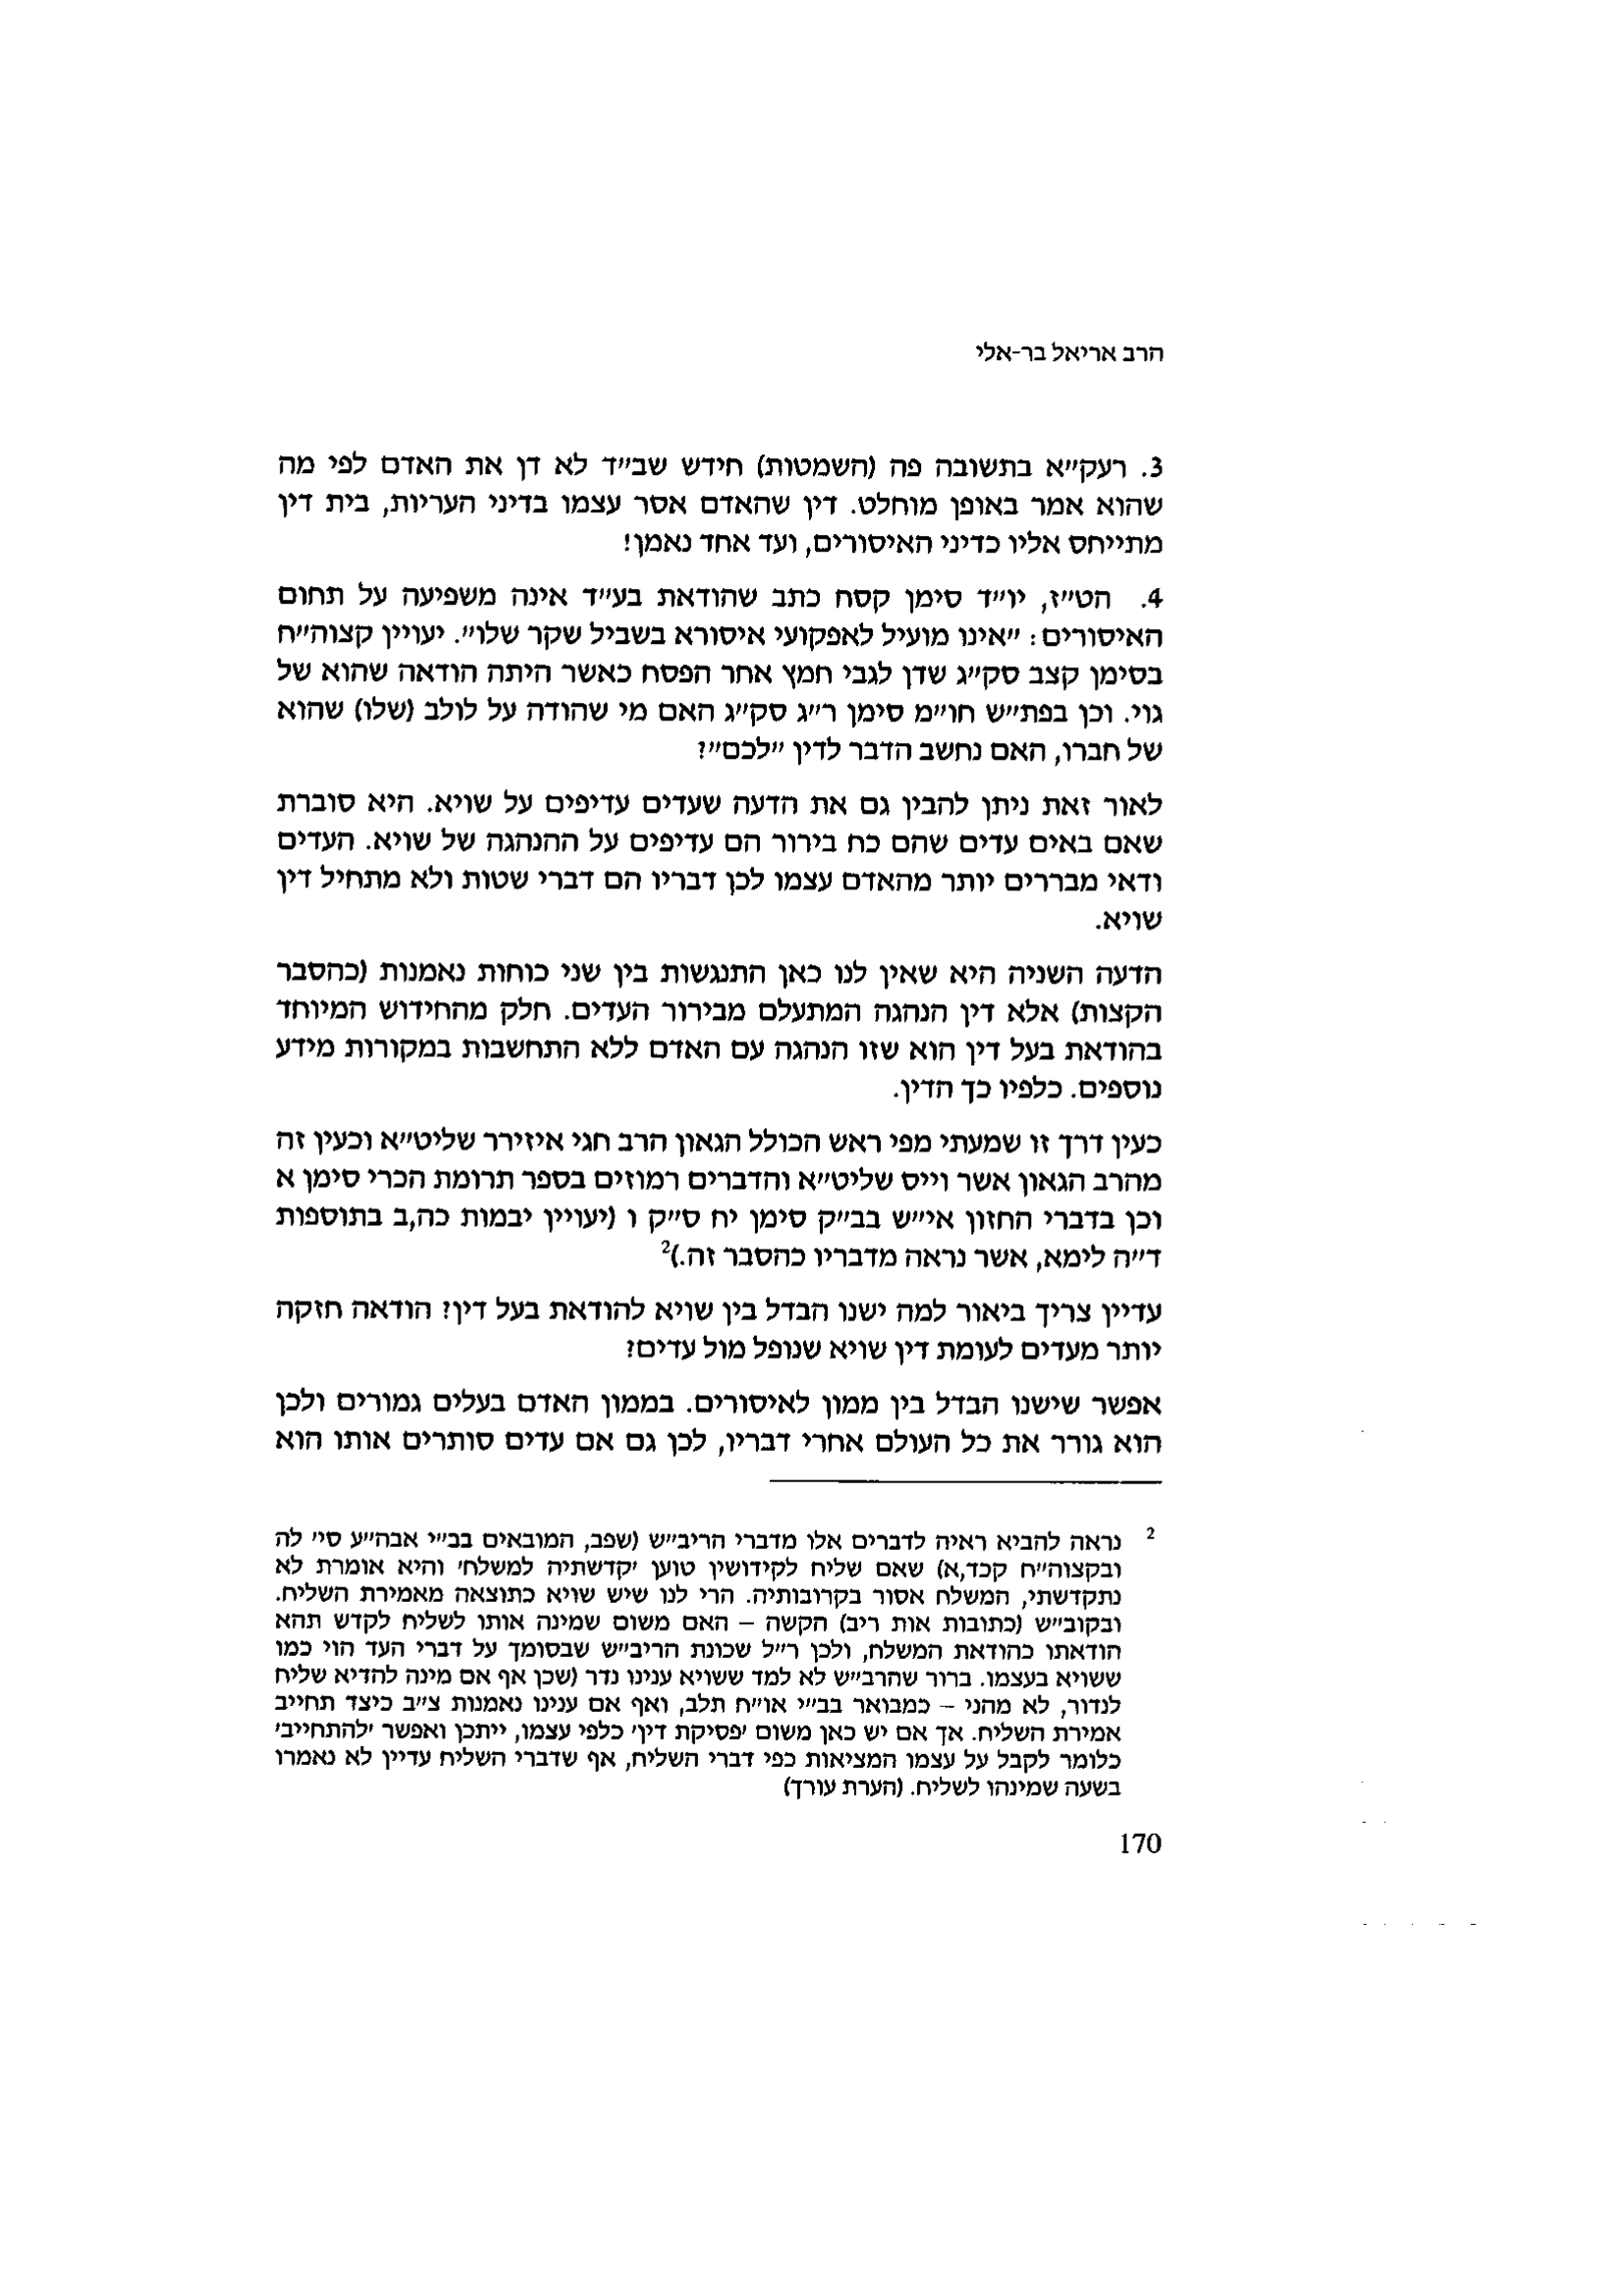 הרב אריאל בר-אלי
3. רעק״א בתשובה פה (השמטות) חידש שב״ד לא דן את האדם לפי מה
שהוא אמר באופן מוחלט. דין שהאדם אסר עצמו בדיני העריות, בית דין
מתייחס אליו כדיני האיסורים, ועד אחד נאמן!
4. הט״ז, יו״ד סימן קסח כתב שהודאת בע״ד אינה משפיעה על תחום
האיסורים: ״אינו מועיל לאפקועי איסורא בשביל שקר שלו״. יעויין קצוה״ח
בסימן קצב סק״ג שדן לגבי חמץ אחר הפסח כאשר היתה הודאה שהוא של
גוי. וכן בפת״ש חו״מ סימן ר״ג סק״ג האם מי שהודה על לולב (שלו) שהוא
של חברו, האם נחשב הדבר לדין ״לכם״?
לאור זאת ניתן להבין גם את הדעה שעדים עדיפים על שויא. היא סוברת
שאם באים עדים שהם כח בירור הם עדיפים על ההנהגה של שויא. העדים
ודאי מבררים יותר מהאדם עצמו לכן דבריו הם דברי שטות ולא מתחיל דין
שויא.
הדעה השניה היא שאין לנו כאן התנגשות בין שני כוחות נאמנות (כהסבר
הקצות) אלא דין הנהגה המתעלם מבירור העדים. חלק מהחידוש המיוחד
בהודאת בעל דין הוא שזו הנהגה עם האדם ללא התחשבות במקורות מידע
נוספים. כלפיו כך הדין.
כעין דרך זו שמעתי מפי ראש הכולל הגאון הרב חגי איזירר שליט״א וכעין זה
מהרב הגאון אשר וייס שליט״א והדברים רמוזים בספר תרומת הכרי סימן א
וכן בדברי החזון אי״ש בב״ק סימן יח ס״ק ו (יעויין יבמות כה,ב בתוספות
ד״ה לימא, אשר נראה מדבריו כהסבר זה.)2
עדיין צריך ביאור למה ישנו הבדל בין שויא להודאת בעל דין? הודאה חזקה
יותר מעדים לעומת דין שויא שנופל מול עדים?
אפשר שישנו הבדל בין ממון לאיסורים. בממון האדם בעלים גמורים ולכן
הוא גורר את כל העולם אחרי דבריו, לכן גם אם עדים סותרים אותו הוא
2 נראה להביא ראיה לדברים אלו מדברי הריב״ש (שפב, המובאים בב״י אבה״ע סי׳ לה
ובקצוה״ח קכד,א) שאם שליח לקידושין טוען ׳קדשתיה למשלח׳ והיא אומרת לא
נתקדשתי, המשלח אסור בקרובותיה. הרי לנו שיש שויא כתוצאה מאמירת השליח.
ובקוב״ש (כתובות אות ריב) הקשה – האם משום שמינה אותו לשליח לקדש תהא
הודאתו כהודאת המשלח, ולכן ר״ל שכונת הריב״ש שבסומך על דברי העד הוי כמו
ששויא בעצמו. ברור שהרב״ש לא למד ששויא ענינו נדר (שכן אף אם מינה להדיא שליח
לנדור, לא מהני – כמבואר בב״י או״ח תלב, ואף אם ענינו נאמנות צ״ב כיצד תחייב
אמירת השליח. אך אם יש כאן משום ׳פסיקת דין׳ כלפי עצמו, ייתכן ואפשר ׳להתחייב׳
כלומר לקבל על עצמו המציאות כפי דברי השליח, אף שדברי השליח עדיין לא נאמרו
בשעה שמינהו לשליח. (הערת עורך)
170